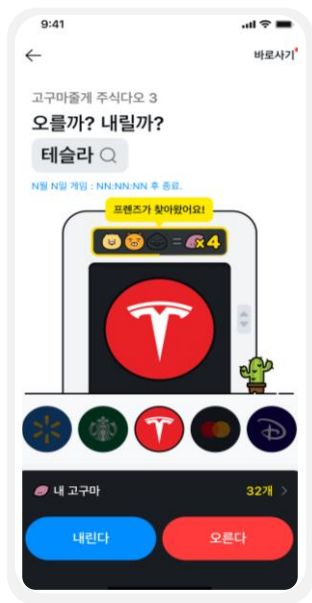 9:41
바로사기
고구마줄게 주식다오 3
오를까? 내릴까?
테슬라
N월 N일 게임 : NN:NN:NN 후 종료.
프렌즈가 찾아왔어요!
= x4
내 고구마
32개 >
내린다
오른다